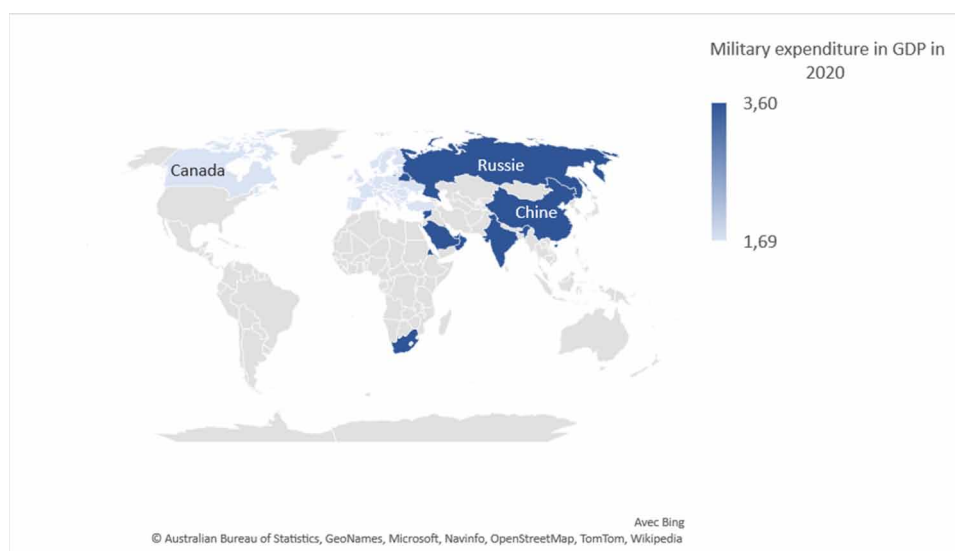 Military expenditure in GDP in
2020
3,60
1,69
Canada
Russie
Chine
Avec Bing
© Australian Bureau of Statistics, GeoNames, Microsoft, Navinfo, OpenStreetMap, TomTom, Wikipedia